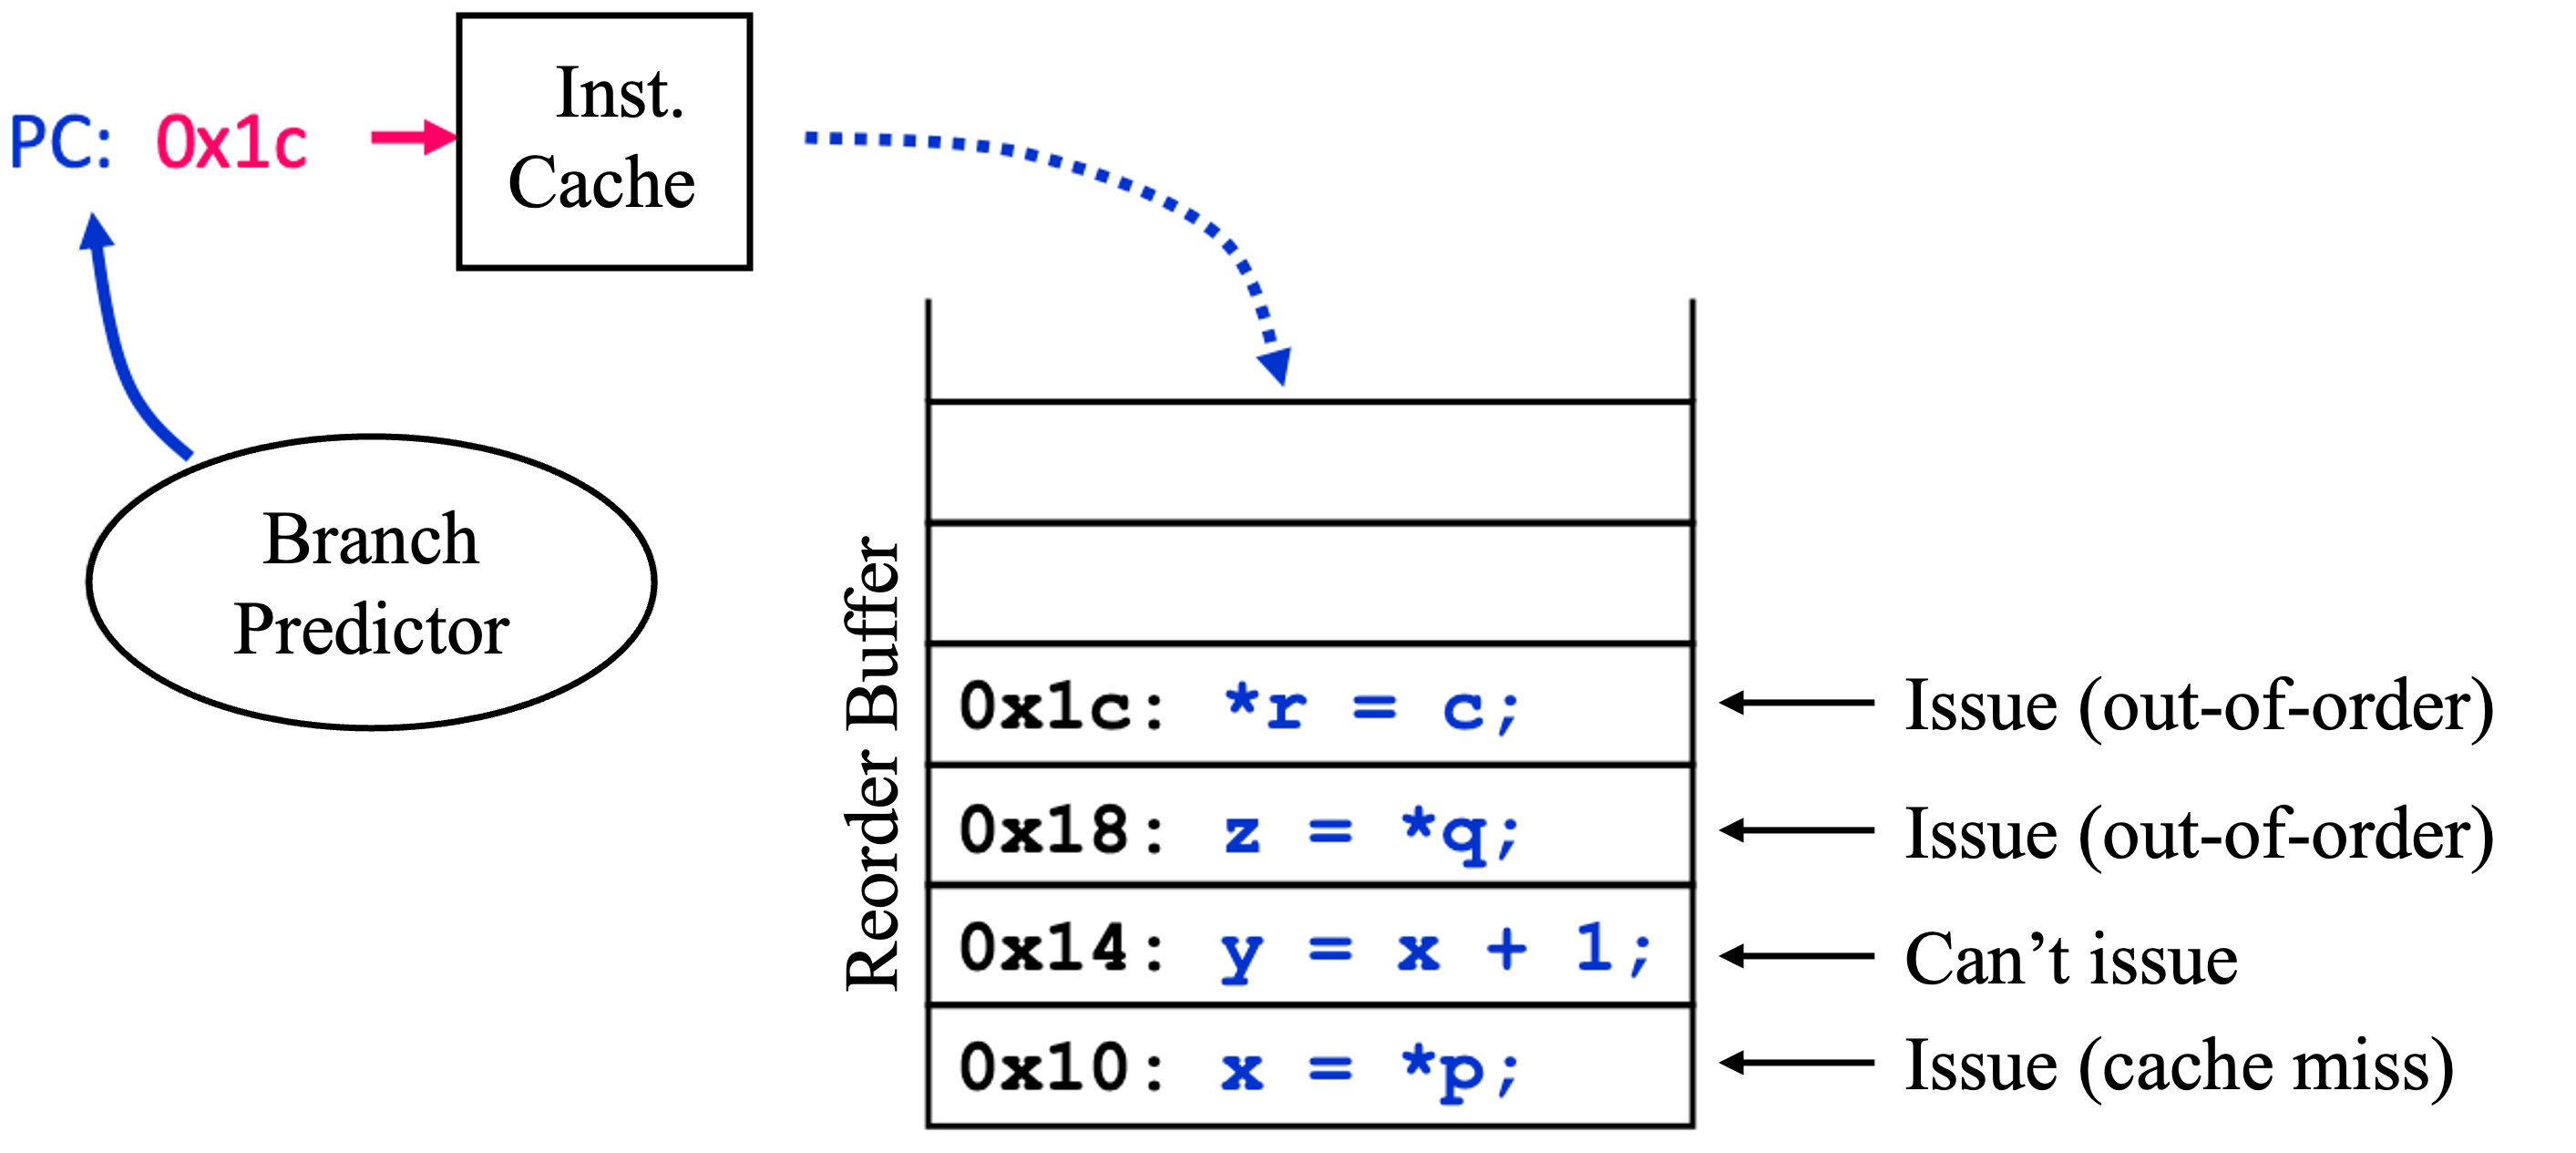 PC: 0x1c
Inst.
Cache
Branch
Predictor
Reorder Buffer
0x1c: *r = c;
Issue (out-of-order)
0x18: z = *q;
Issue (out-of-order)
0x14: y = x + 1;
Can’t issue
0x10: x = *p;
Issue (cache miss)